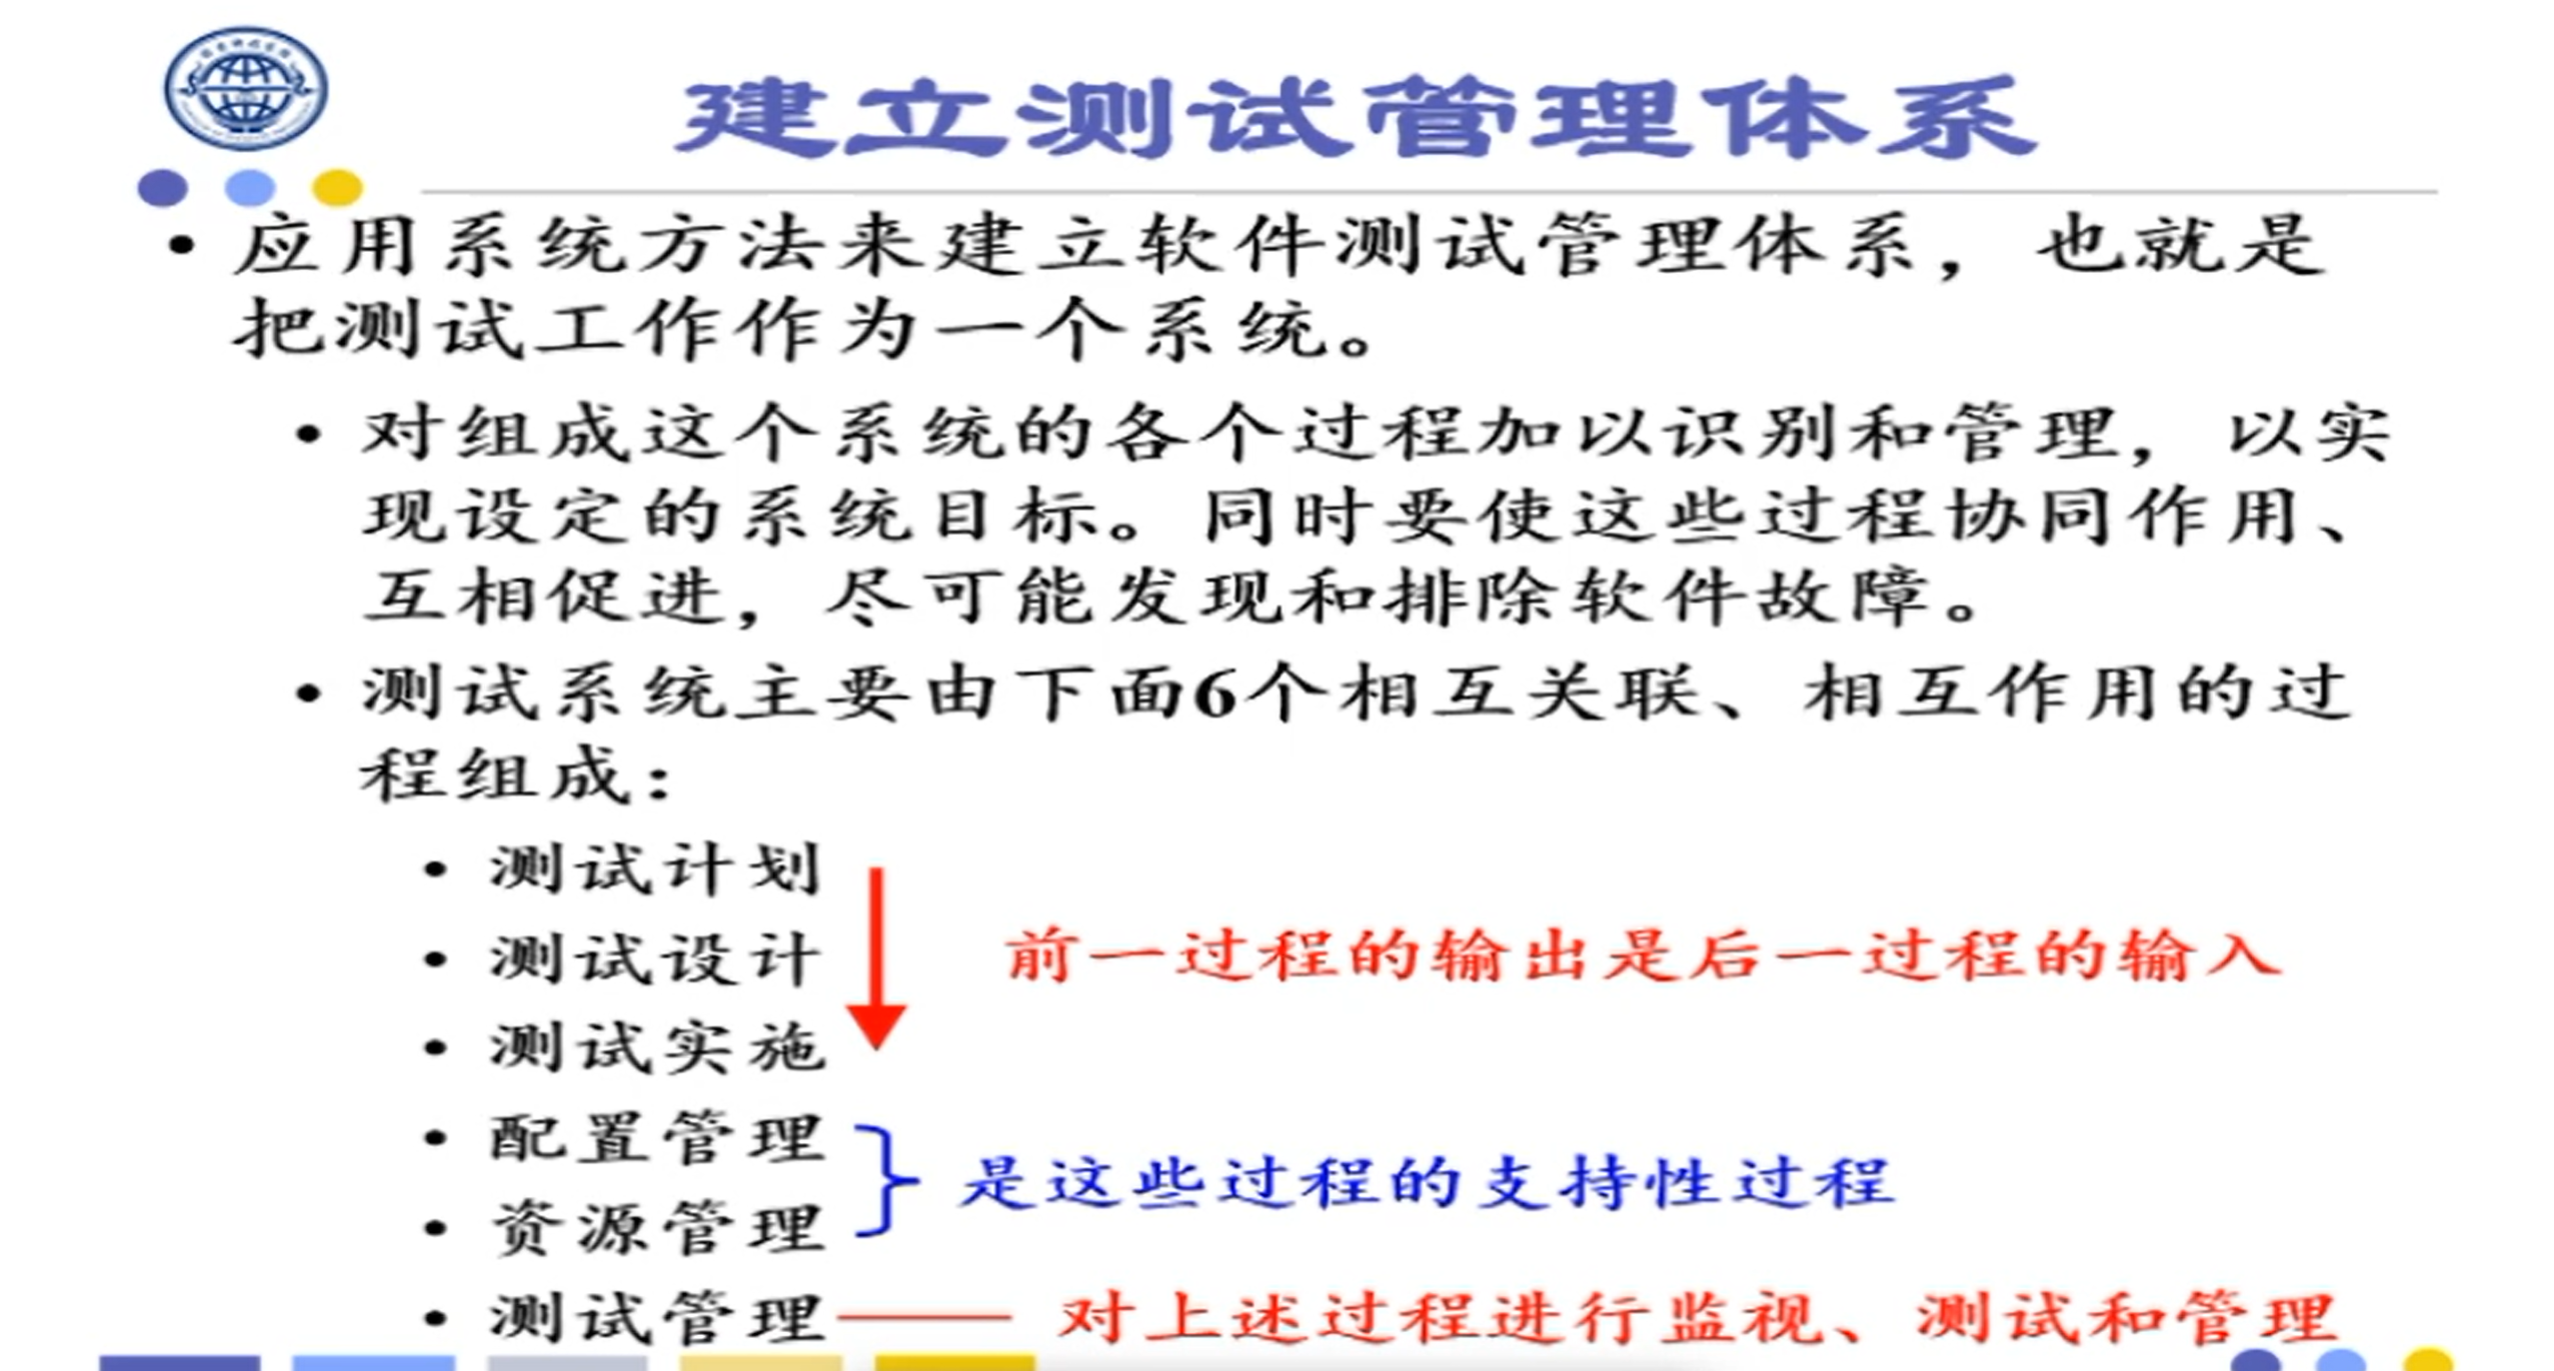 建立测试管理体系
• 应用系统方法来建立软件测试管理体系，也就是
把测试工作作为一个系统。
• 对组成这个系统的各个过程加以识别和管理，以实
现设定的系统目标。同时要使这些过程协同作用、
互相促进，尽可能发现和排除软件故障。
• 测试系统主要由下面6个相互关联、相互作用的过
程组成：
• 测试计划
• 测试设计
前一过程的输出是后一过程的输入
• 测试实施
• 配置管理
是这些过程的支持性过程
• 资源管理
• 测试管理 对上述过程进行监视、测试和管理